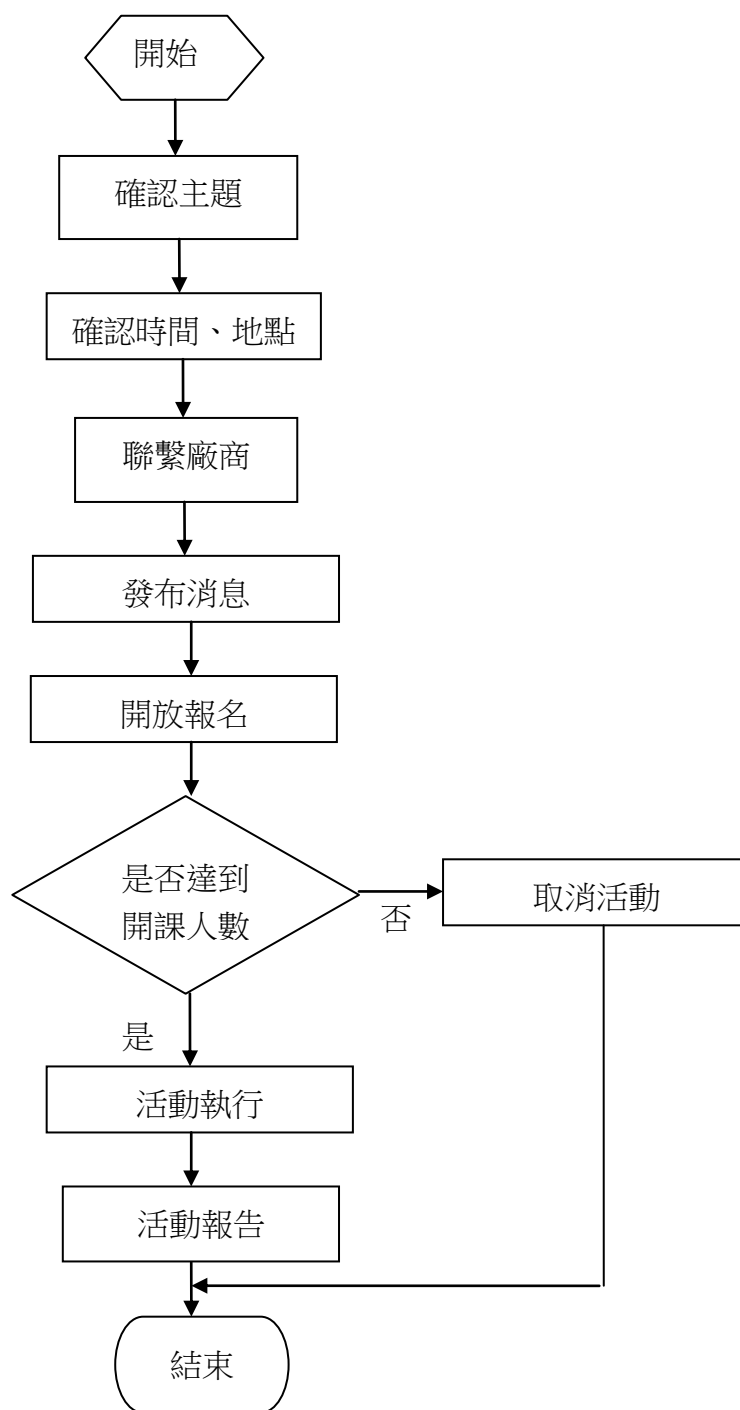 開始
確認主題
確認時間、地點
聯繫廠商
發布消息
開放報名
是否達到
開課人數
否
取消活動
是
活動執行
活動報告
結束